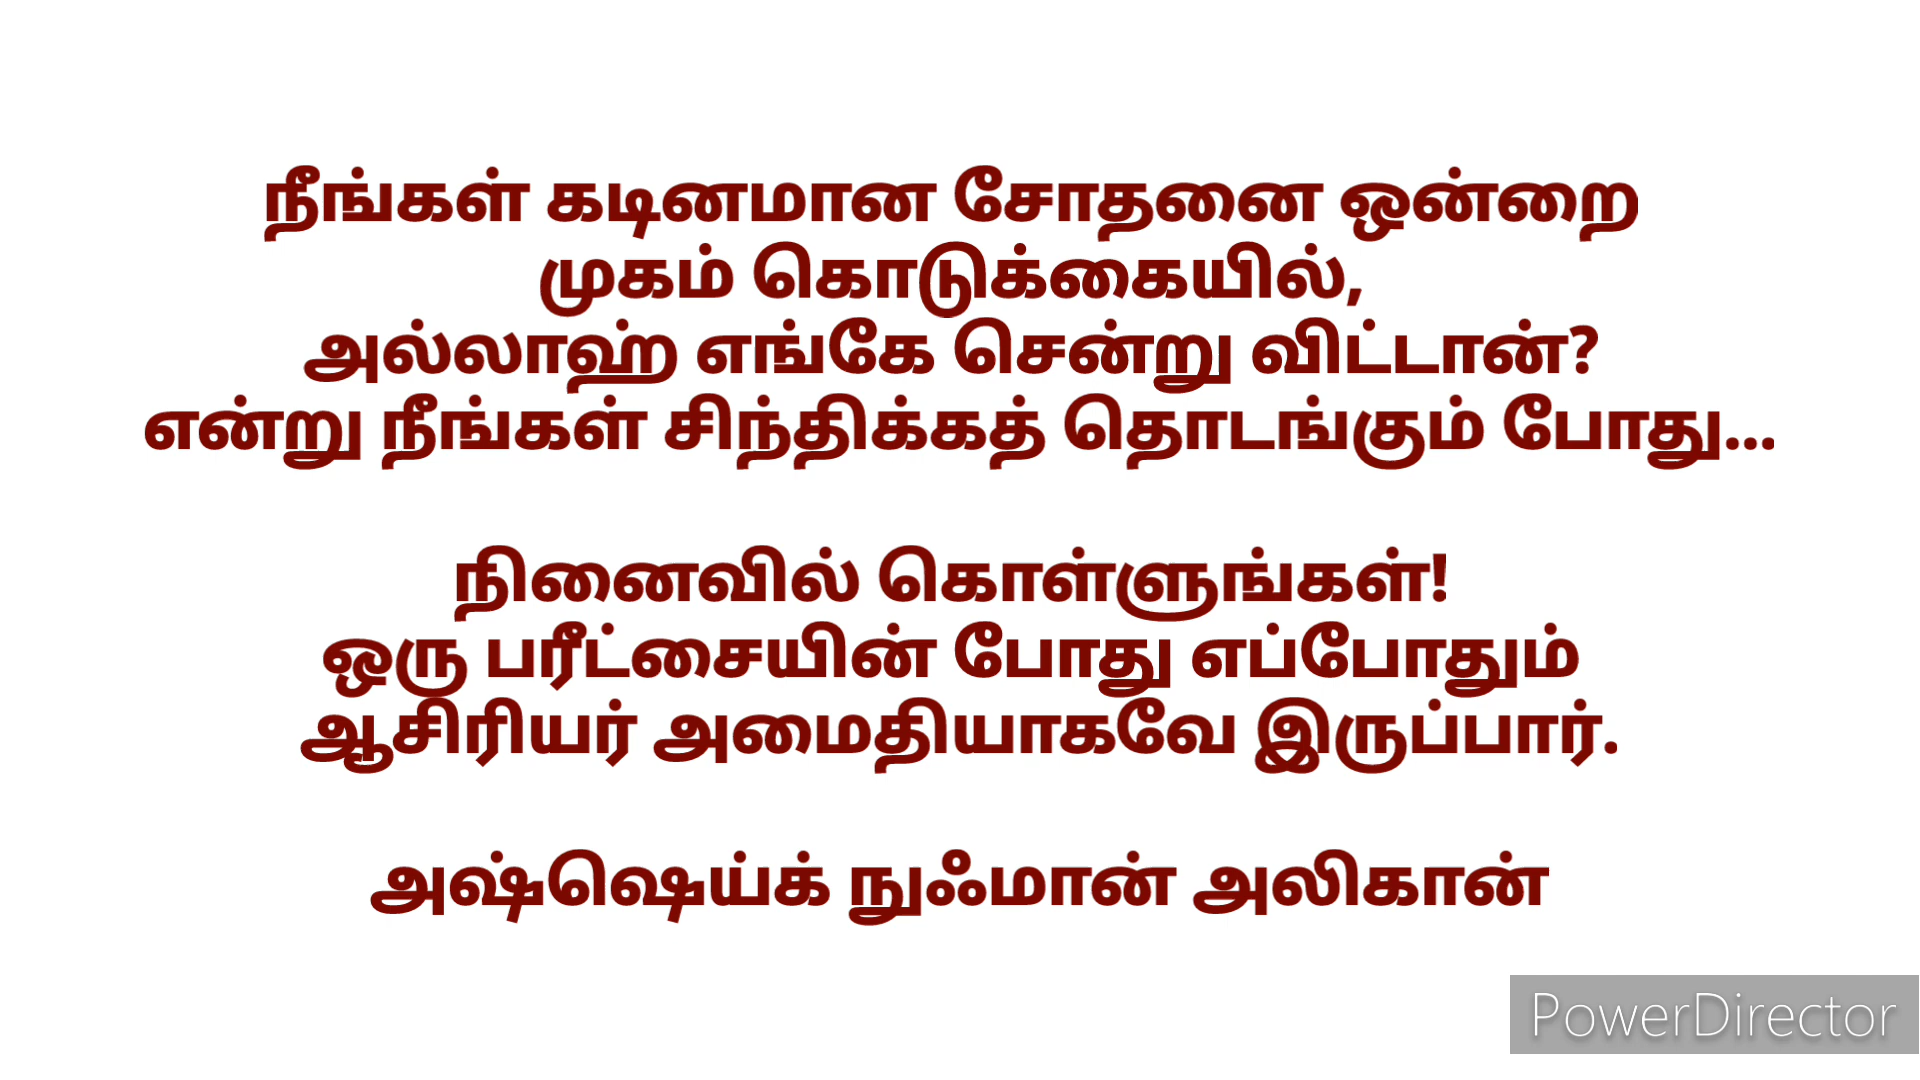 நீங்கள் கடினமான சோதனை ஒன்றை
முகம் கொடுக்கையில்,
அல்லாஹ் எங்கே சென்று விட்டான்?
என்று நீங்கள் சிந்திக்கத் தொடங்கும் போது...
நினைவில் கொள்ளுங்கள்!
ஒரு பரீட்சையின் போது எப்போதும்
ஆசிரியர் அமைதியாகவே இருப்பார்.
அஷ்ஷெய்க் நுஃமான் அலிகான்
PowerDirector